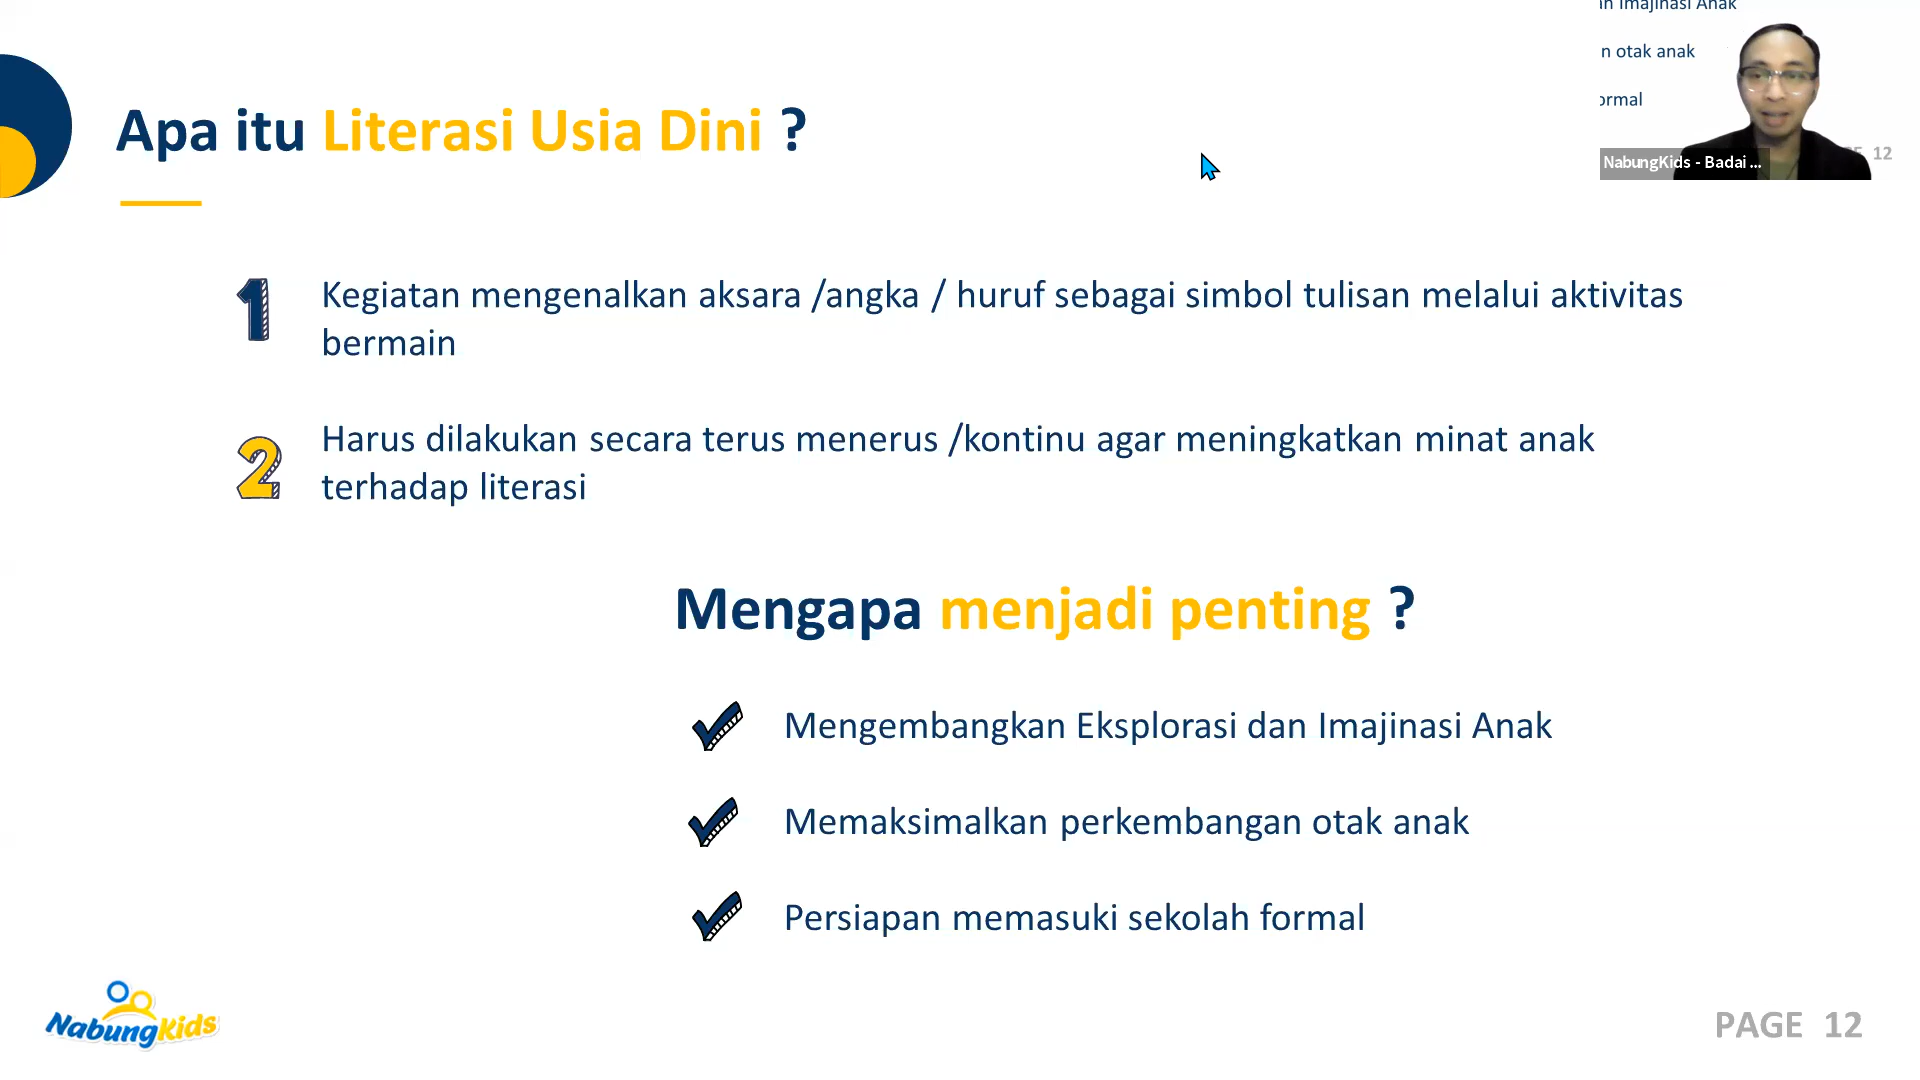 an Imajinasi Anak
n otak anak
ormal
12
NabungKids - Badai ...
Apa itu Literasi Usia Dini ?
1
Kegiatan mengenalkan aksara /angka / huruf sebagai simbol tulisan melalui aktivitas
bermain
2
Harus dilakukan secara terus menerus /kontinu agar meningkatkan minat anak
terhadap literasi
Mengapa menjadi penting ?
Mengembangkan Eksplorasi dan Imajinasi Anak
Memaksimalkan perkembangan otak anak
Persiapan memasuki sekolah formal
NabungKids
PAGE 12